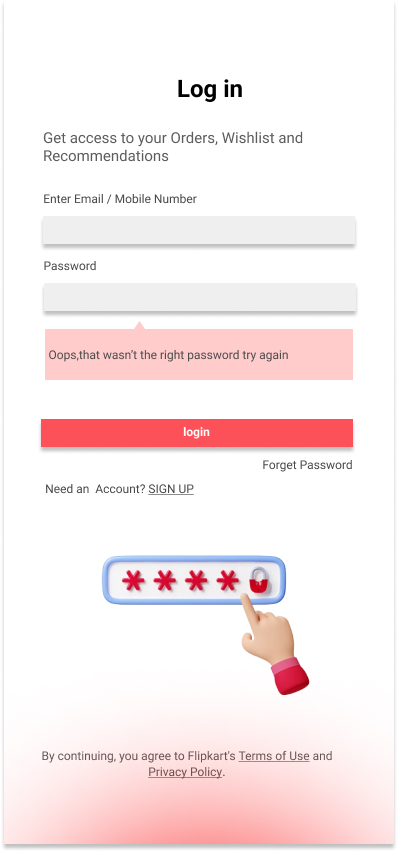 Log in
Get access to your Orders, Wishlist and
Recommendations
Enter Email / Mobile Number
Password
Oops,that wasn't the right password try again
login
Forget Password
Need an  Account? SIGN UP
By continuing, you agree to Flipkart's Terms of Use and
Privacy Policy.